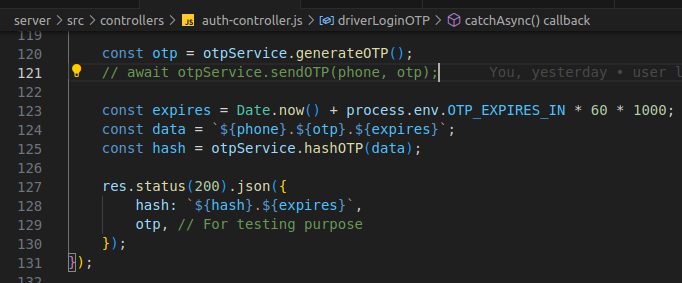 server > src > controllers > JS auth-controller.js > driverLoginOTP > catchAsync() callback
119
120 const otp = otpService.generateOTP();
121 // await otpService.sendOTP(phone, otp); You, yesterday • user l
122
123 const expires = Date.now() + process.env.OTP_EXPIRES_IN * 60 * 1000;
124 const data = `${phone}.${otp}.${expires}`;
125 const hash = otpService.hashOTP(data);
126
127 res.status(200).json({
128 hash: `${hash}.${expires}`,
129 otp, // For testing purpose
130 });
131 });
132